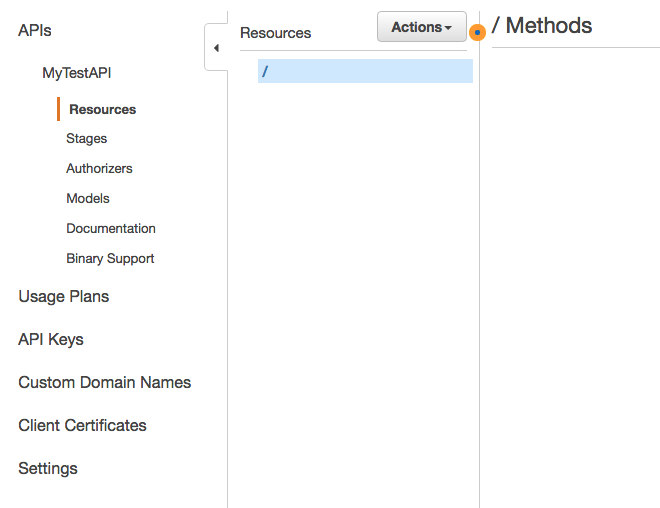 APIs
MyTestAPI
Resources
Stages
Authorizers
Models
Documentation
Binary Support
Usage Plans
API Keys
Custom Domain Names
Client Certificates
Settings
Resources
Actions
/
/ Methods